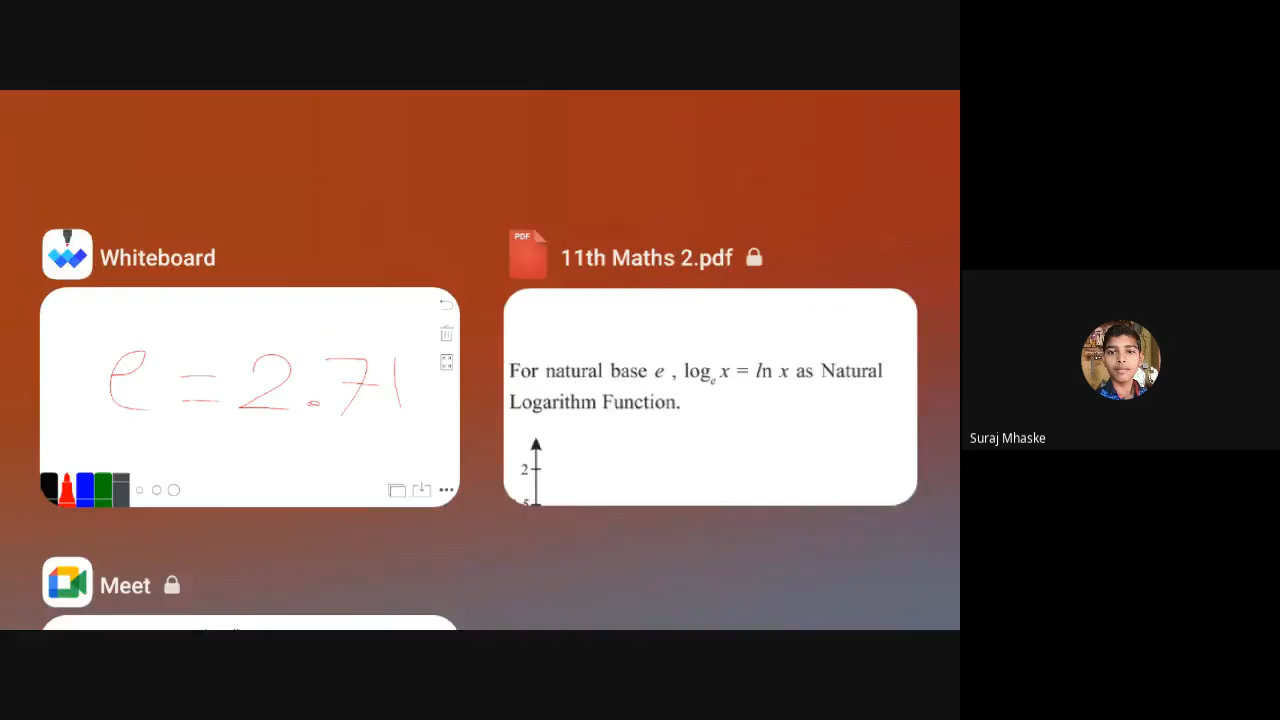 Whiteboard
e = 2.71
PDF
11th Maths 2.pdf
For natural base e , logₑ x = ln x as Natural
Logarithm Function.
2
Meet
Suraj Mhaske